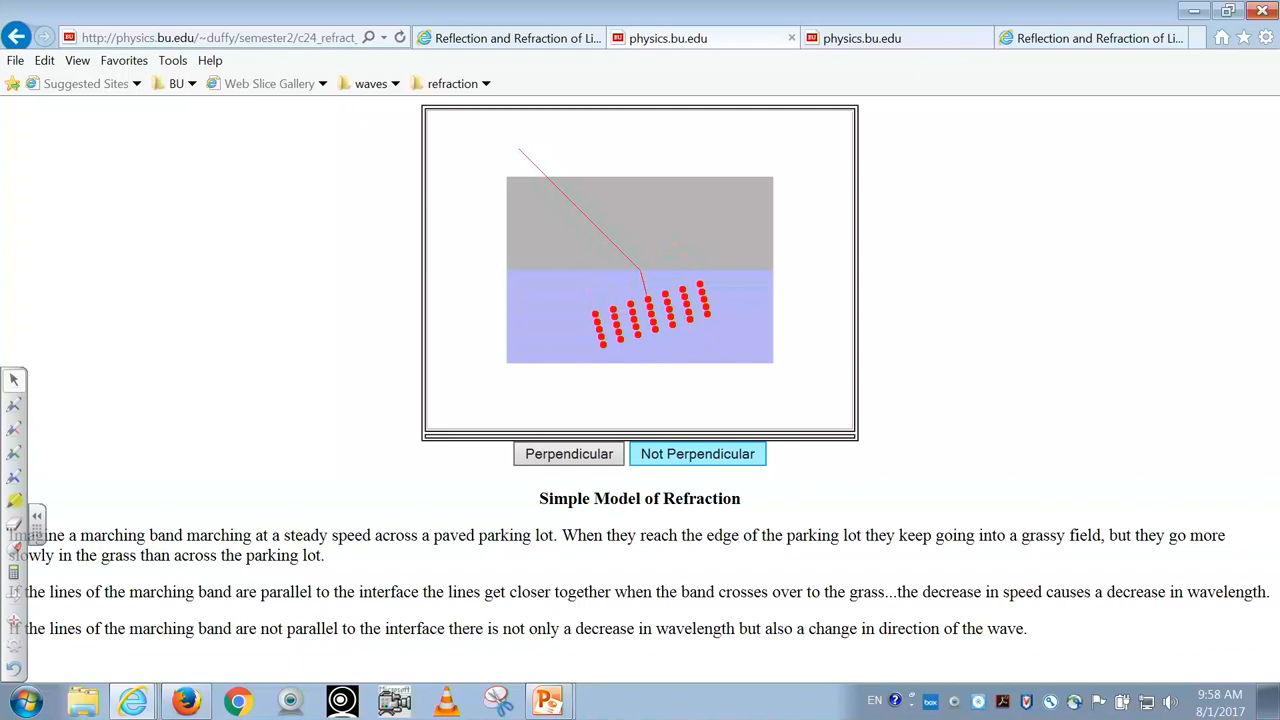 http://physics.bu.edu/~duffy/semester2/c24_refract
Reflection and Refraction of Li...
physics.bu.edu
physics.bu.edu
Reflection and Refraction of Li...
File Edit View Favorites Tools Help
Suggested Sites BU Web Slice Gallery waves refraction
Perpendicular Not Perpendicular
Simple Model of Refraction
Imagine a marching band marching at a steady speed across a paved parking lot. When they reach the edge of the parking lot they keep going into a grassy field, but they go more
slowly in the grass than across the parking lot.
If the lines of the marching band are parallel to the interface the lines get closer together when the band crosses over to the grass...the decrease in speed causes a decrease in wavelength.
If the lines of the marching band are not parallel to the interface there is not only a decrease in wavelength but also a change in direction of the wave.
EN
9:58 AM
8/1/2017